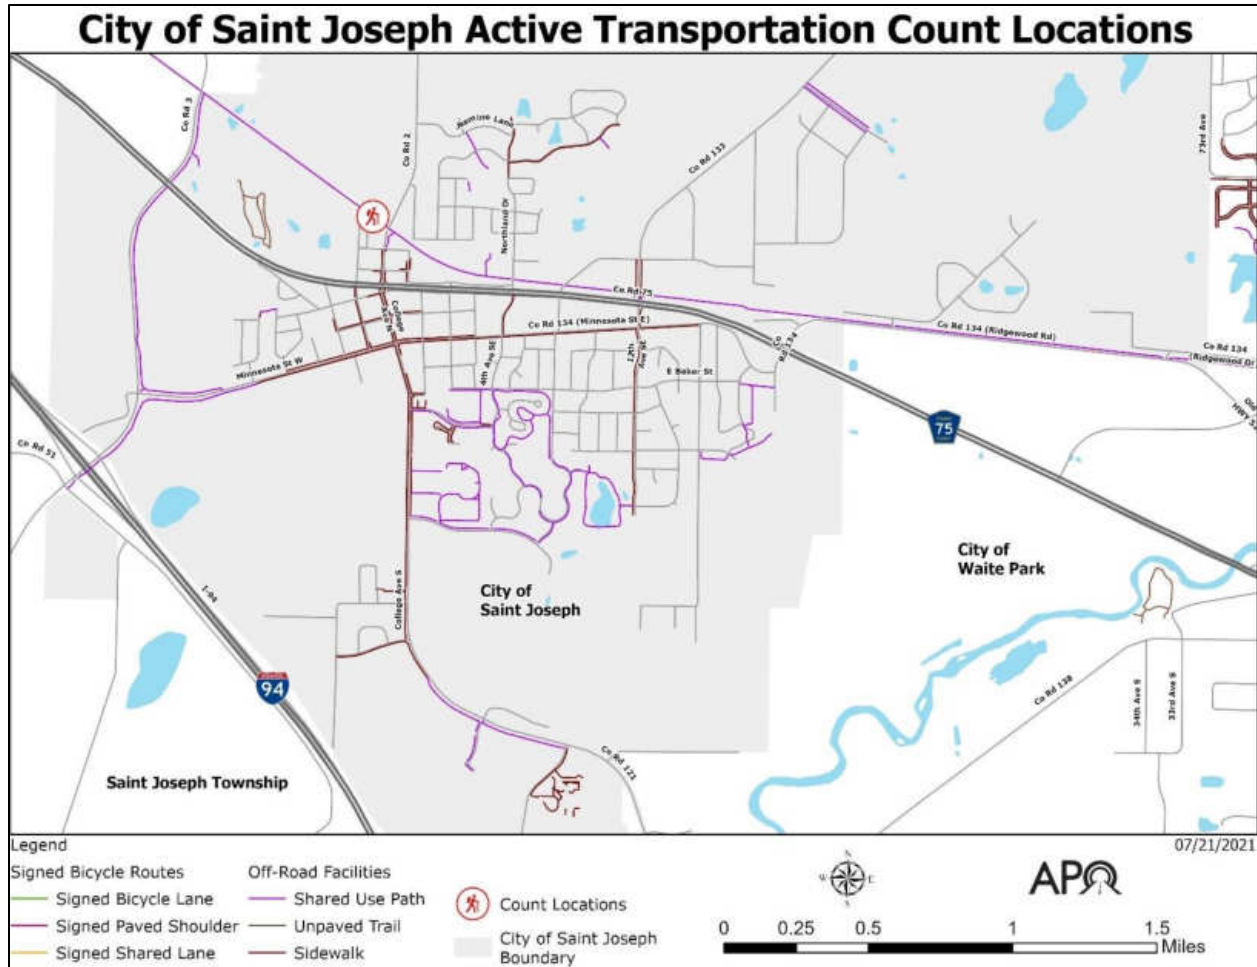 City of Saint Joseph Active Transportation Count Locations
Co Rd 3
Co Rd 2
Jasmine Lane
Northland Dr
Co Rd 133
73rd Ave
Co Rd 75
College Ave N
Co Rd 134 (Minnesota St E)
Co Rd 134 (Ridgewood Rd)
Co Rd 134
(Ridgewood Dr
Co Rd 134
Minnesota St W
4th Ave SE
12th Ave SE
E Baker St
Old
HWY 52
75
Co Rd 51
I-94
94
College Ave S
City of
Saint Joseph
City of
Waite Park
Co Rd 138
34th Ave S
33rd Ave S
Co Rd 121
Saint Joseph Township
07/21/2021
Legend
Signed Bicycle Routes
Signed Bicycle Lane
Signed Paved Shoulder
Signed Shared Lane
Off-Road Facilities
Shared Use Path
Unpaved Trail
Sidewalk
Count Locations
City of Saint Joseph
Boundary
N
W
E
S
APO
0 0.25 0.5 1 1.5
Miles